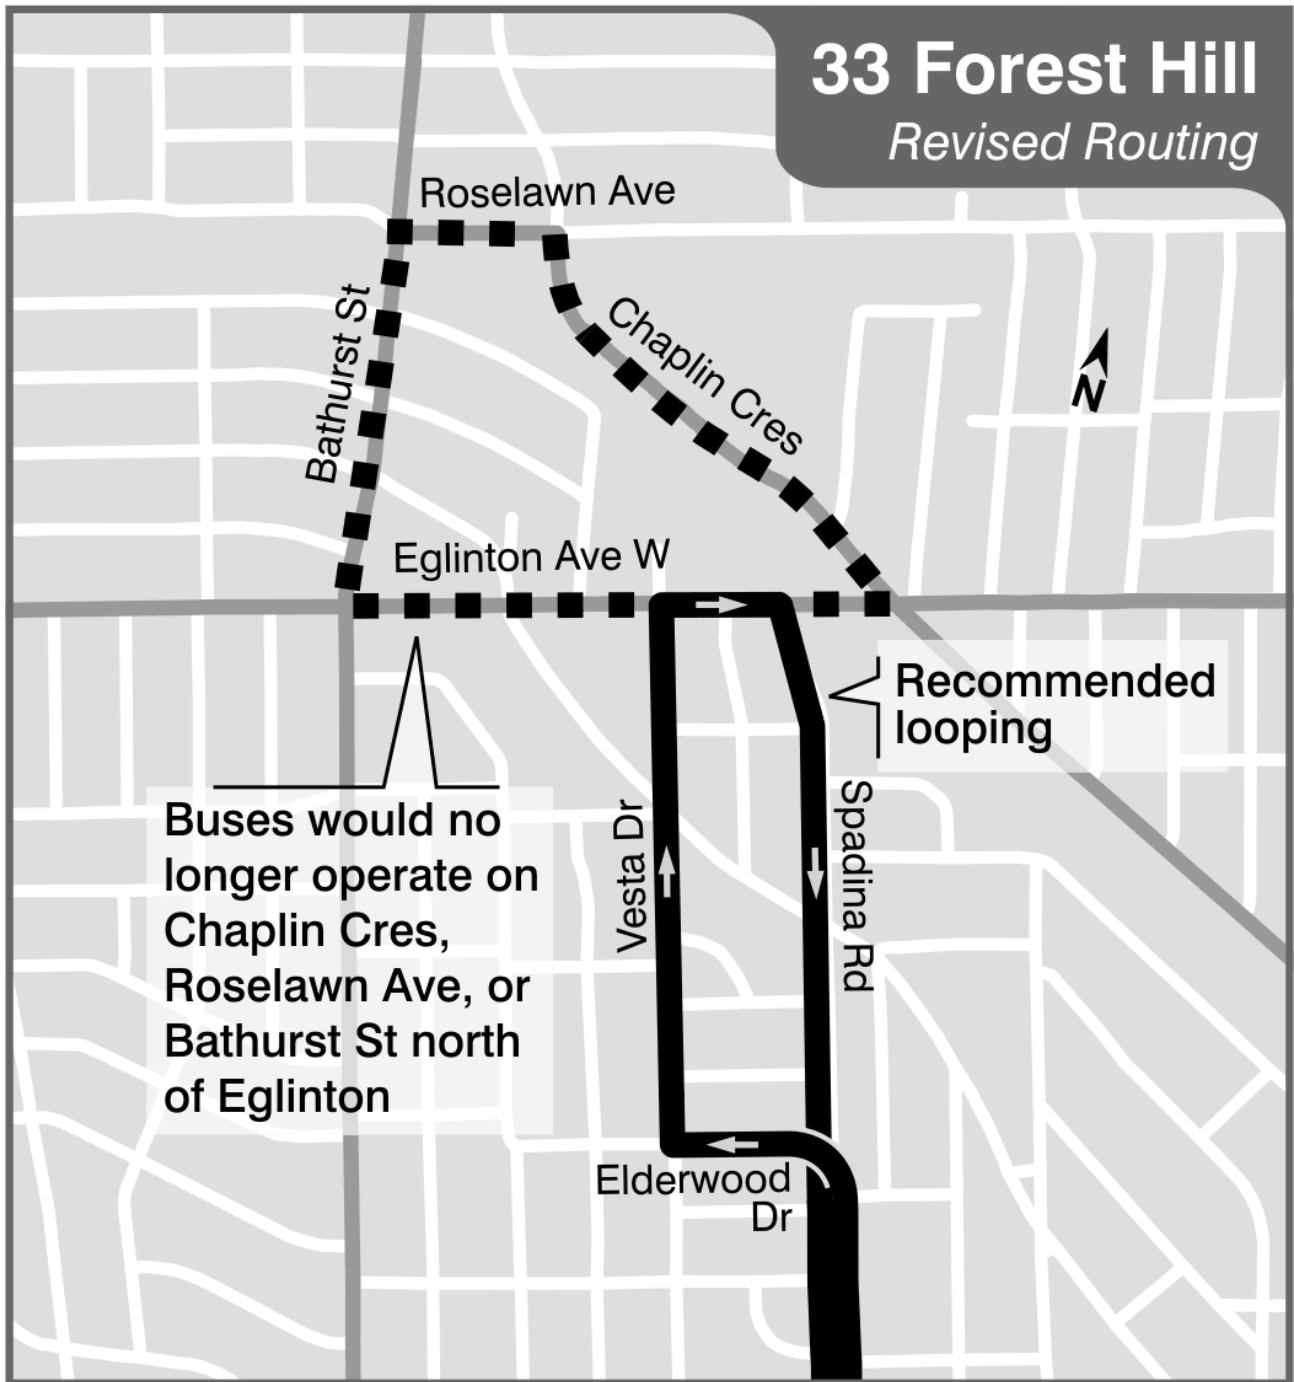 33 Forest Hill
Revised Routing
Roselawn Ave
Bathurst St
Chaplin Cres
N
Eglinton Ave W
Recommended
looping
Buses would no
longer operate on
Chaplin Cres,
Roselawn Ave, or
Bathurst St north
of Eglinton
Vesta Dr
Spadina Rd
Elderwood
Dr